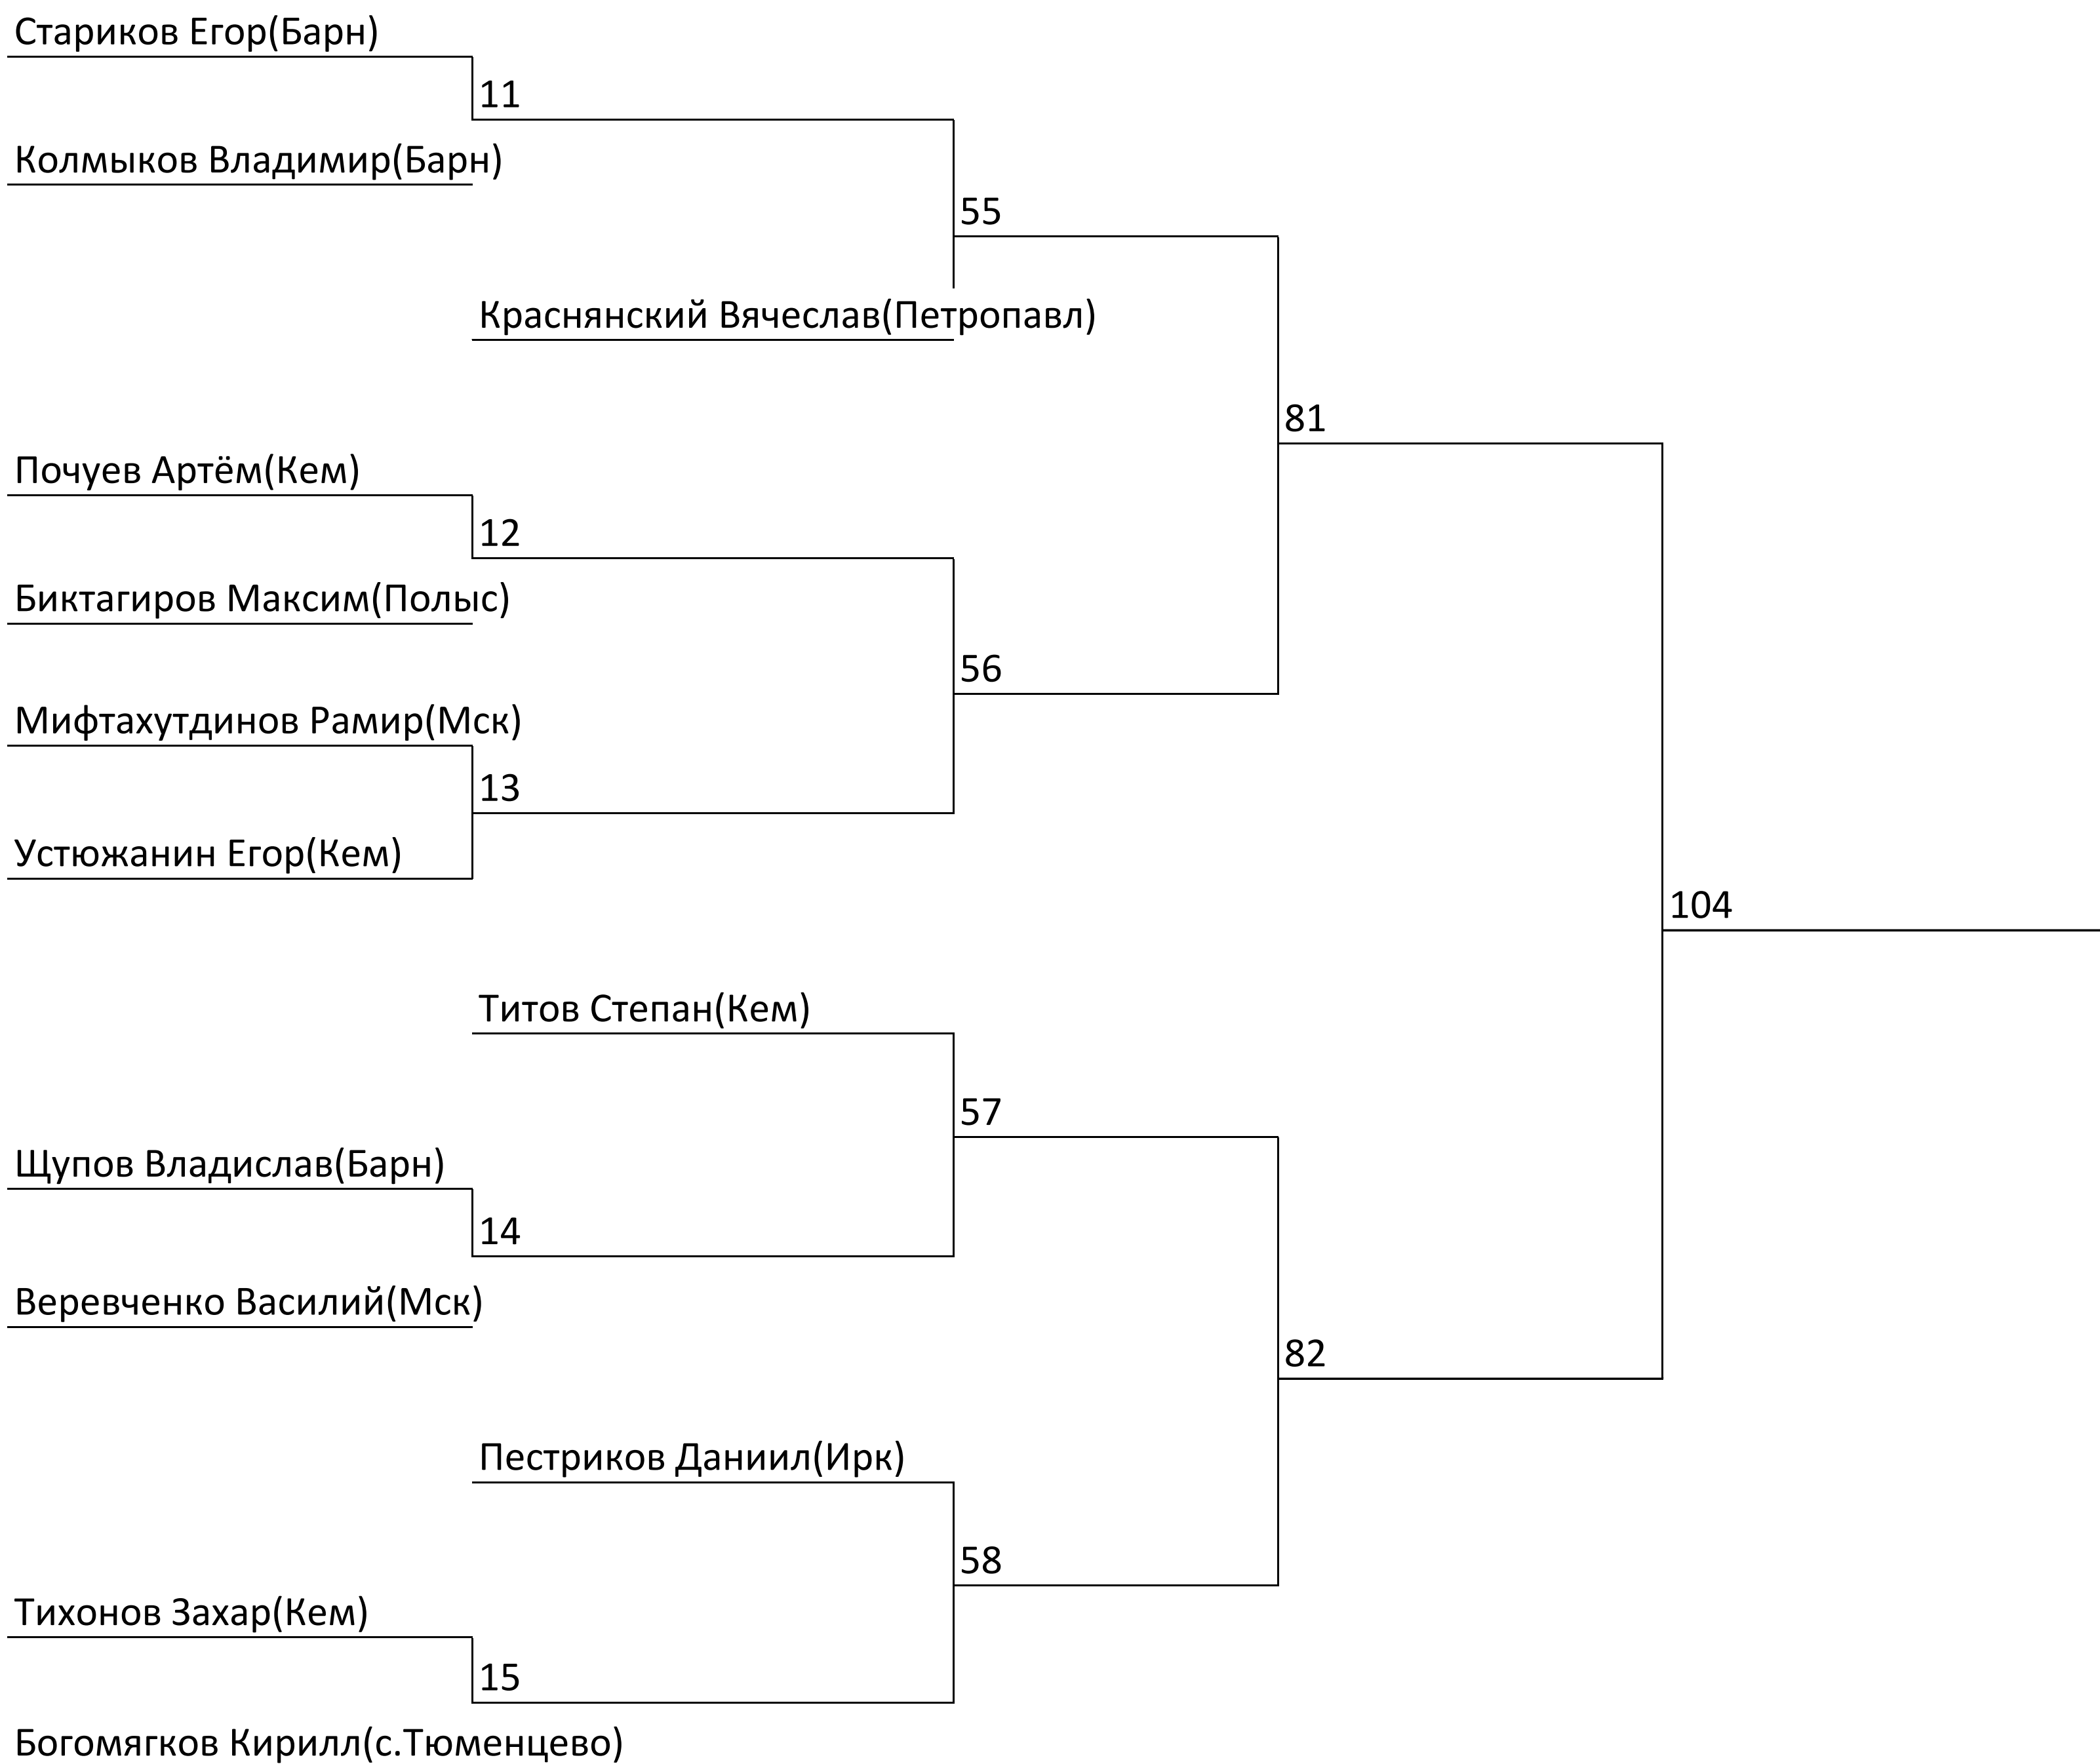 Стариков Егор(Барн)
11
Колмыков Владимир(Барн)
55
Краснянский Вячеслав(Петропавл)
81
Почуев Артём(Кем)
12
Биктагиров Максим(Полыс)
56
Мифтахутдинов Рамир(Мск)
13
Устюжанин Егор(Кем)
104
Титов Степан(Кем)
57
Щупов Владислав(Барн)
14
Веревченко Василий(Мск)
82
Пестриков Даниил(Ирк)
58
Тихонов Захар(Кем)
15
Богомягков Кирилл(с.Тюменцево)